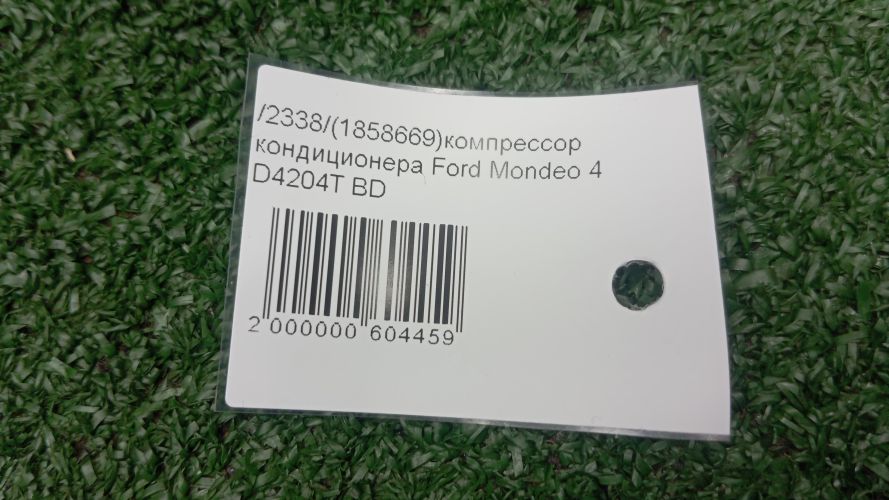 /2338/(1858669)компрессор
кондиционера Ford Mondeo 4
D4204T BD
2 000000 604459